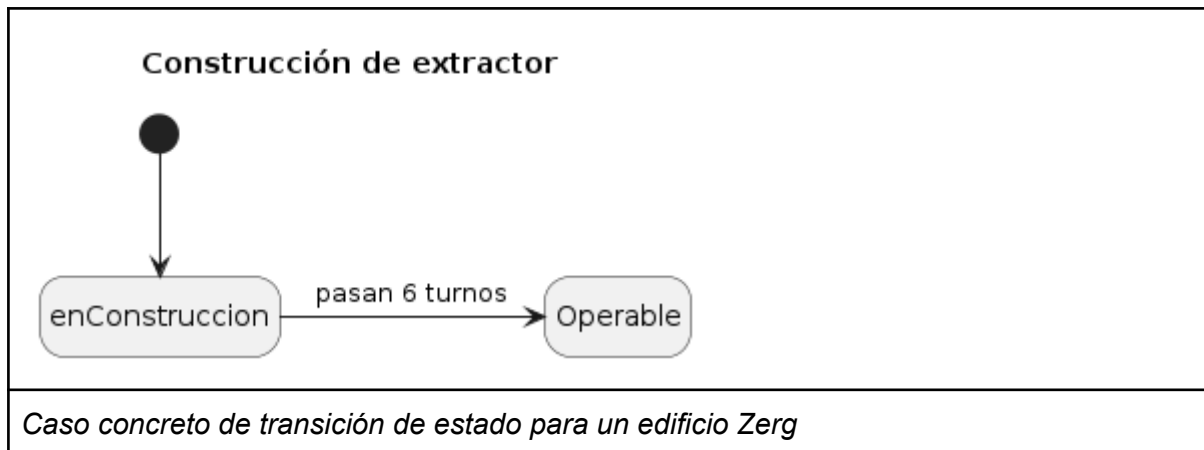 Construcción de extractor
pasan 6 turnos
enConstruccion
Operable
Caso concreto de transición de estado para un edificio Zerg